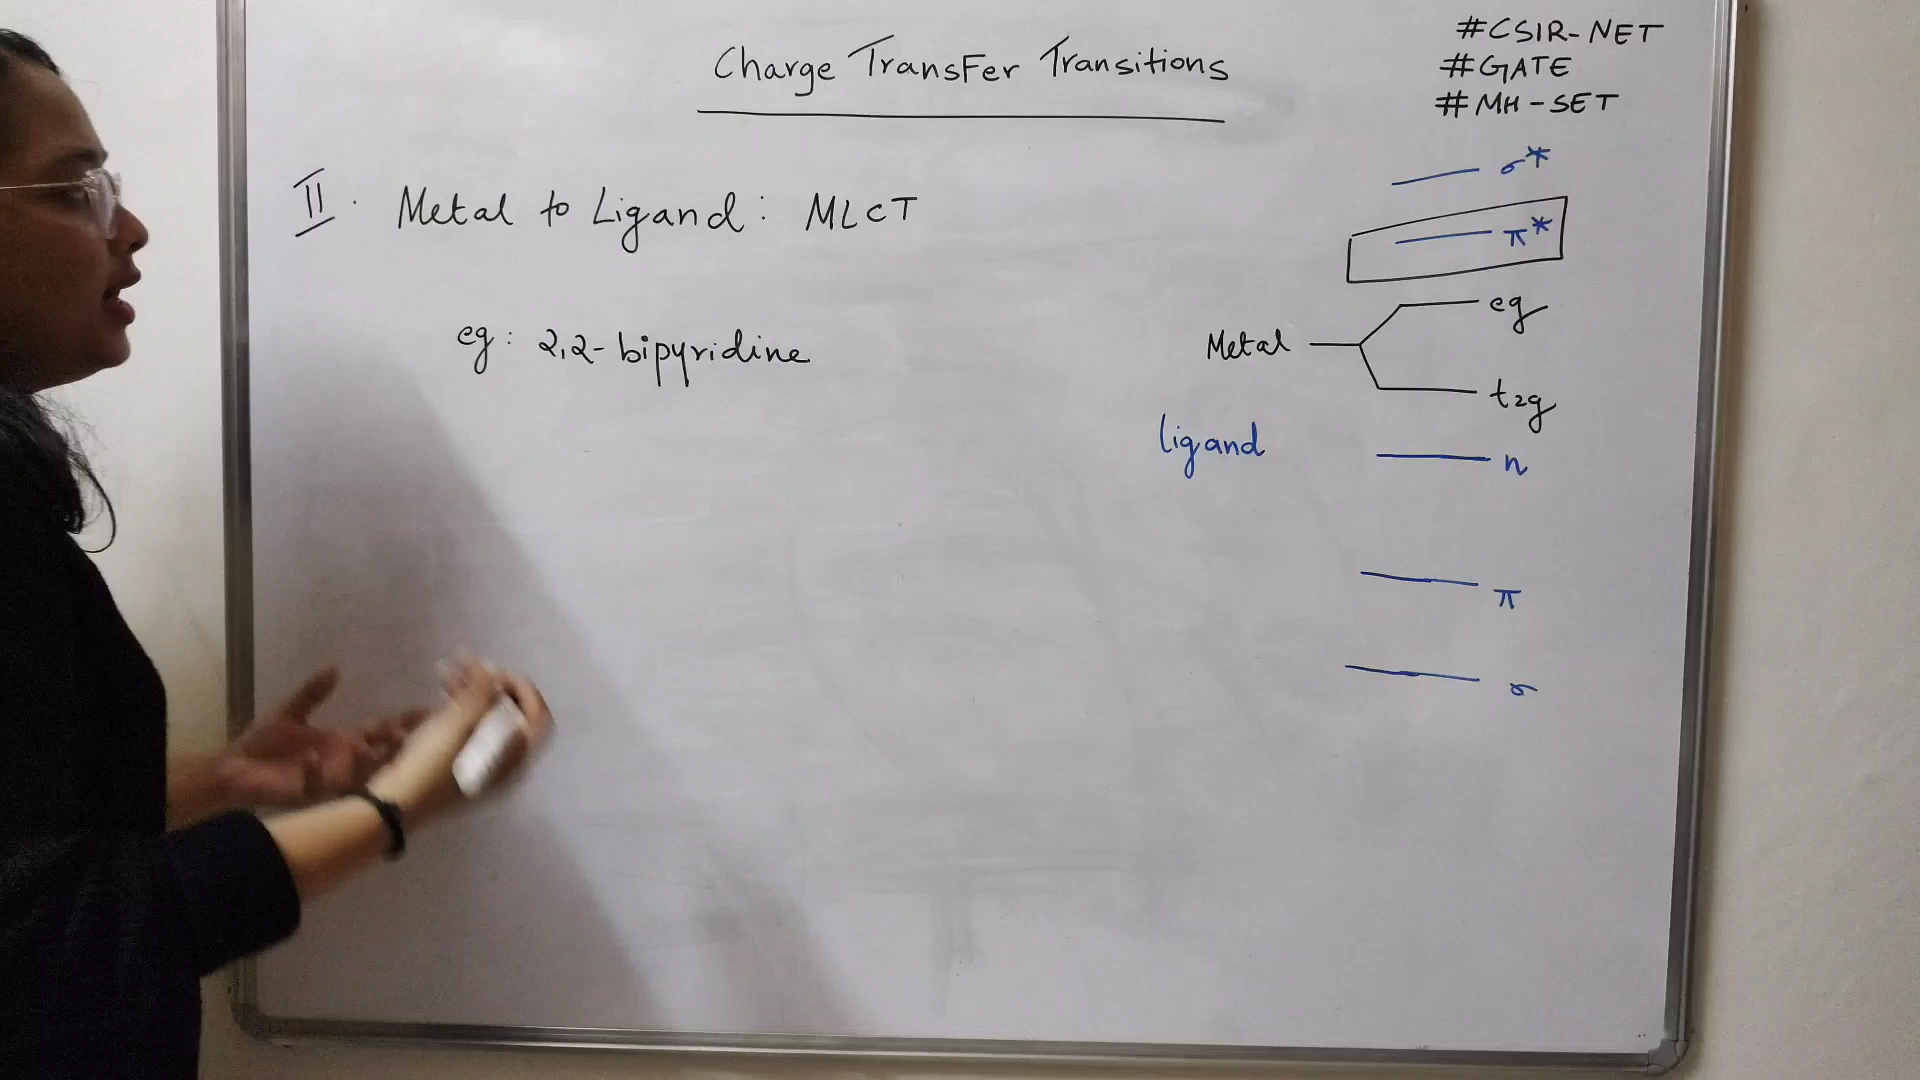 Charge Transfer Transitions
#CSIR-NET
#GATE
#MH-SET
II. Metal to Ligand: MLCT
eg: 2,2-bipyridine
σ*
π*
eg
Metal
t2g
ligand
n
π
σ